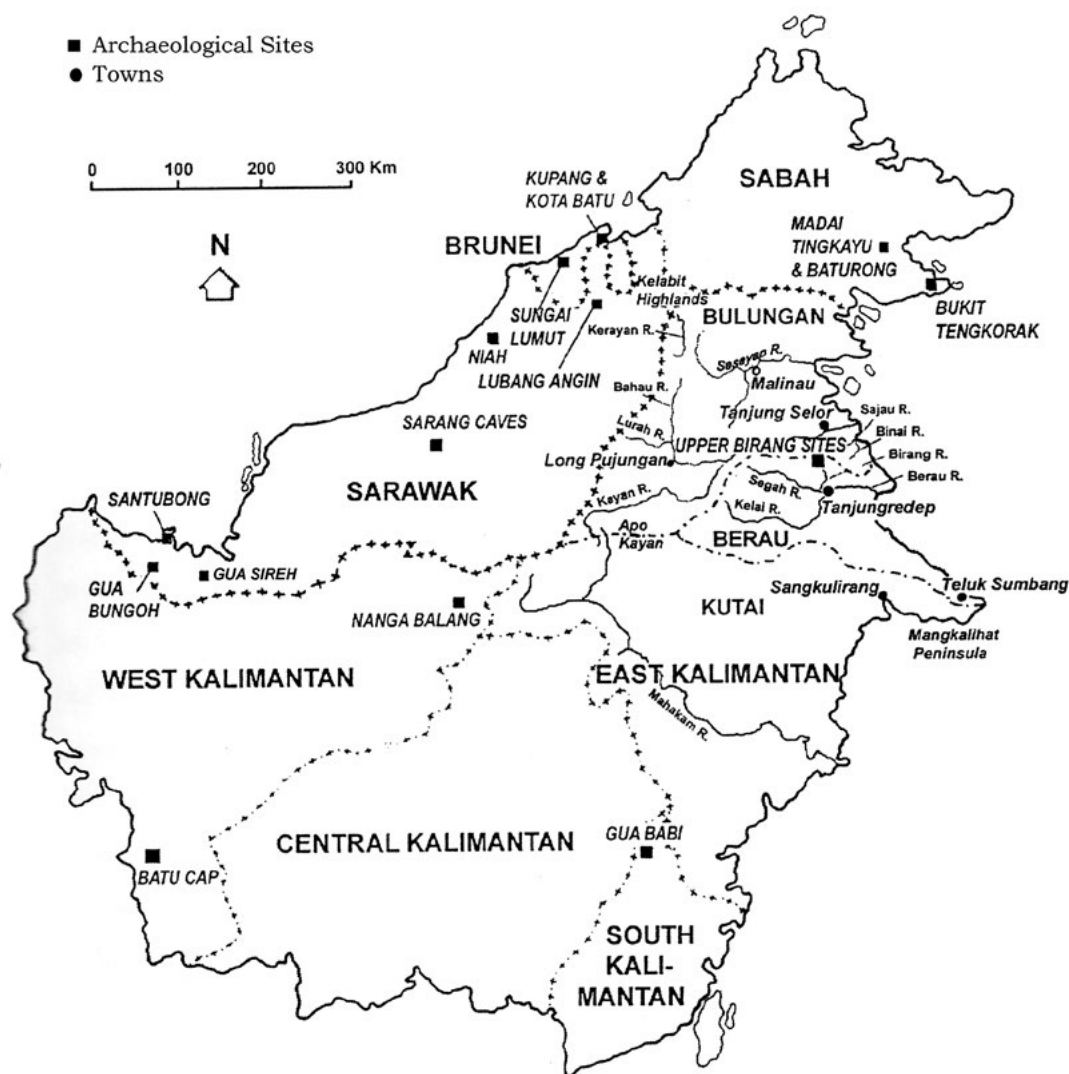 ■ Archaeological Sites
● Towns
0 100 200 300 Km
N
KUPANG &
KOTA BATU
SABAH
BRUNEI
MADAI
TINGKAYU
& BATURONG
Kelabit
Highlands
BUKIT
TENGKORAK
SUNGAI
LUMUT
BULUNGAN
Kerayan R.
NIAH
LUBANG ANGIN
Sesayap R.
Malinau
Bahau R.
Tanjung Selor
Sajau R.
SARANG CAVES
Lurah R.
UPPER BIRANG SITES
Binai R.
Long Pujungan
Birang R.
SARAWAK
Segah R.
Berau R.
Kayan R.
Kelai R.
Tanjungredep
SANTUBONG
Apo
Kayan
BERAU
GUA
BUNGOH
GUA SIREH
Sangkulirang
Teluk Sumbang
NANGA BALANG
KUTAI
Mangkalihat
Peninsula
WEST KALIMANTAN
EAST KALIMANTAN
Mahakam R.
CENTRAL KALIMANTAN
GUA BABI
BATU CAP
SOUTH
KALI-
MANTAN